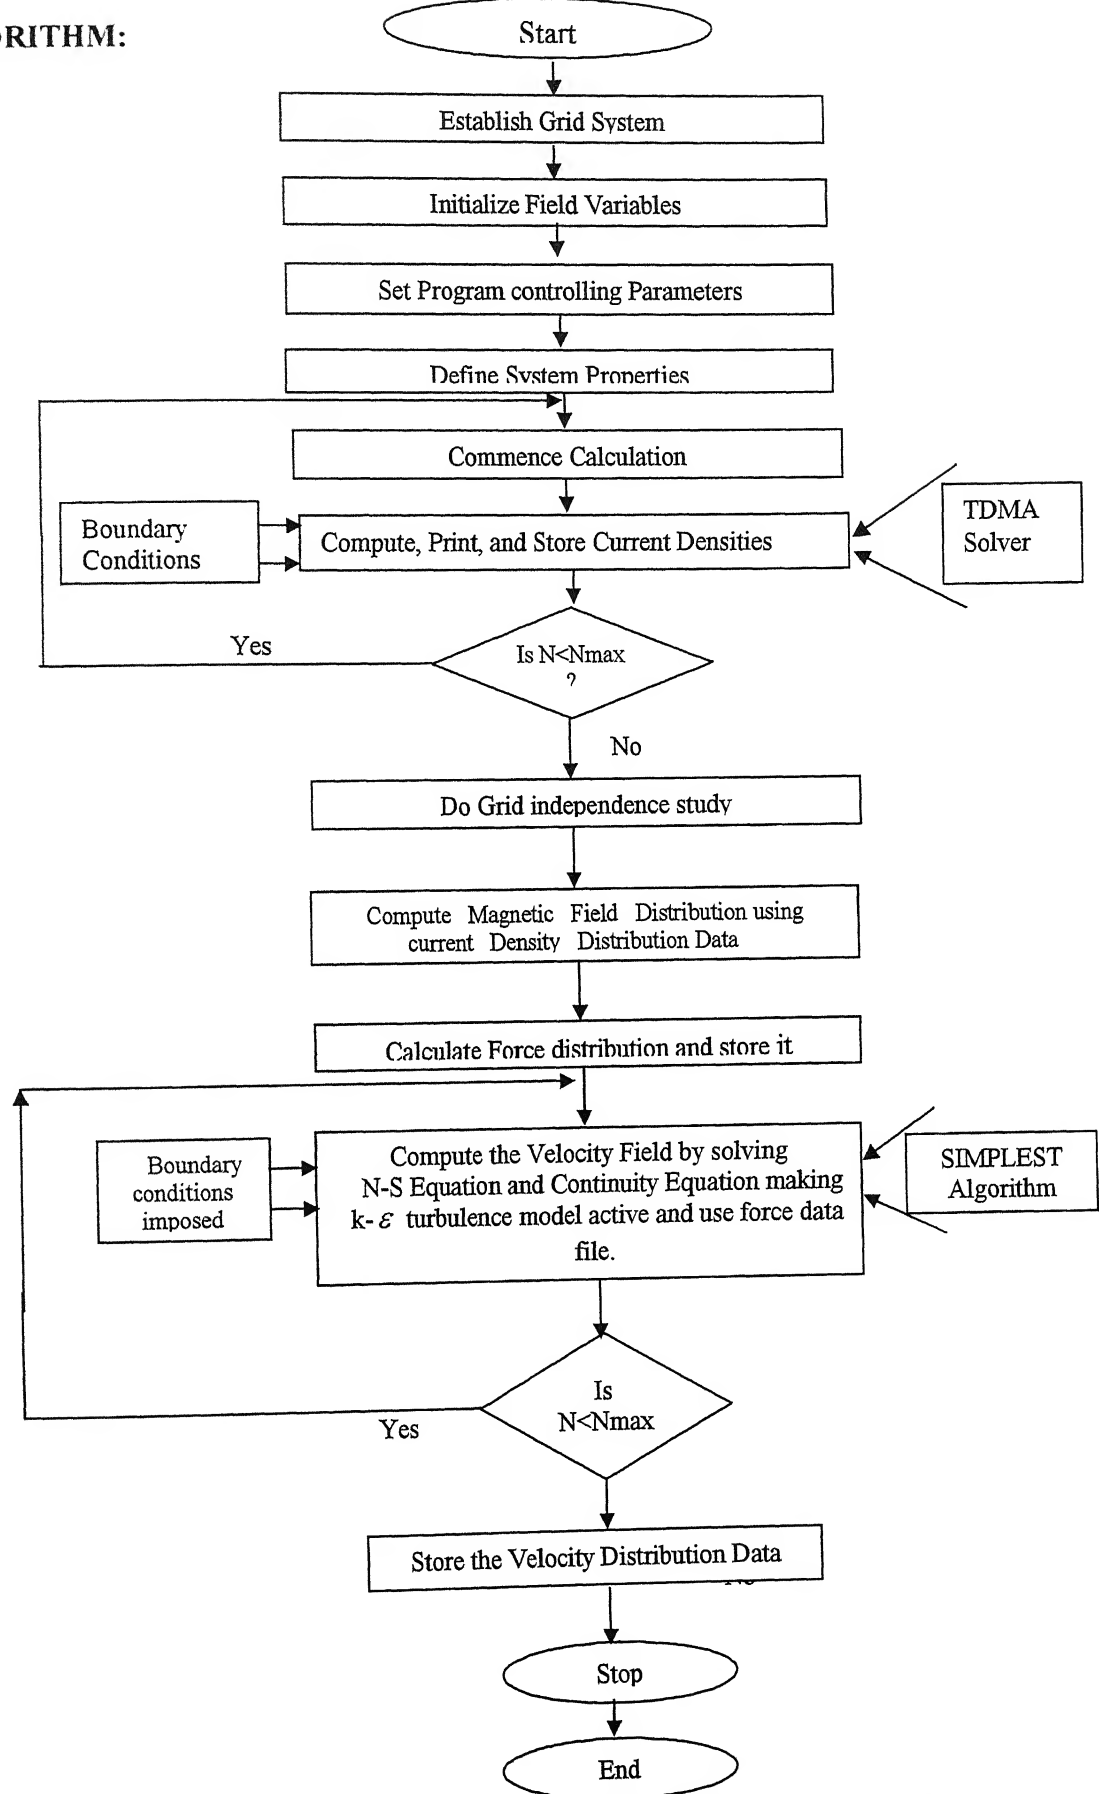 ORITHM:
Start
Establish Grid System
Initialize Field Variables
Set Program controlling Parameters
Define System Properties
Commence Calculation
Boundary
Conditions
Compute, Print, and Store Current Densities
TDMA
Solver
Yes
Is N<Nmax
?
No
Do Grid independence study
Compute Magnetic Field Distribution using
current Density Distribution Data
Calculate Force distribution and store it
Boundary
conditions
imposed
Compute the Velocity Field by solving
N-S Equation and Continuity Equation making
k- ε turbulence model active and use force data
file.
SIMPLEST
Algorithm
Is
N<Nmax
Yes
Store the Velocity Distribution Data
No
Stop
End